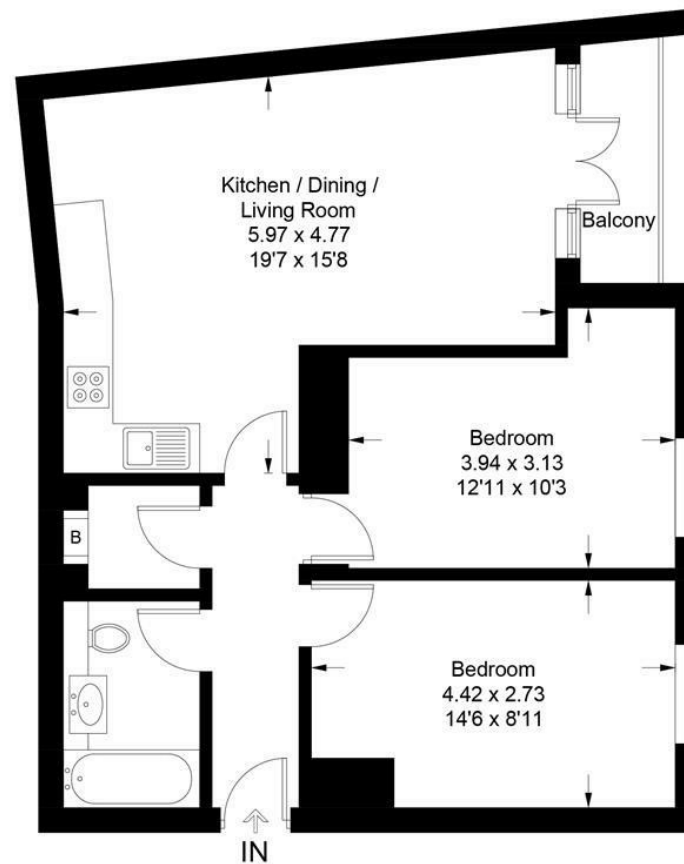 Kitchen / Dining /
Living Room
5.97 x 4.77
19'7 x 15'8
Balcony
Bedroom
3.94 x 3.13
12'11 x 10'3
B
Bedroom
4.42 x 2.73
14'6 x 8'11
IN